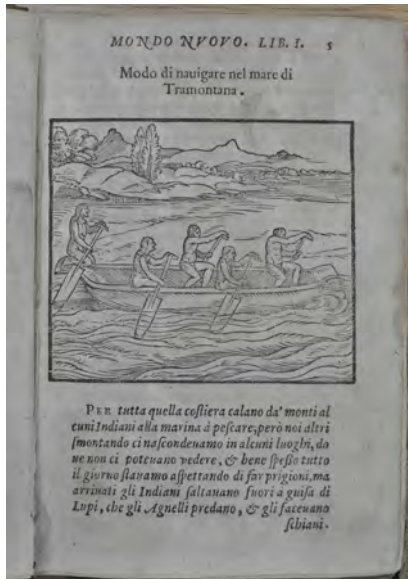 MONDO NVOVO. LIB. I. 5
Modo di nauigare nel mare di
Tramontana.
PER tutta quella coſtiera calano da' monti al
cuni Indiani alla marina à peſcare, però noi altri
ſmontando ci naſcondeuamo in alcuni luoghi, do
ue non ci poteuano vedere, & bene ſpeſſo tutto
il giorno ſtauamo aſpettando di far prigioni, ma
arriuati gli Indiani ſaltauano fuori à guiſa di
Lupi, che gli Agnelli predano, & gli faceuano
ſchiaui.